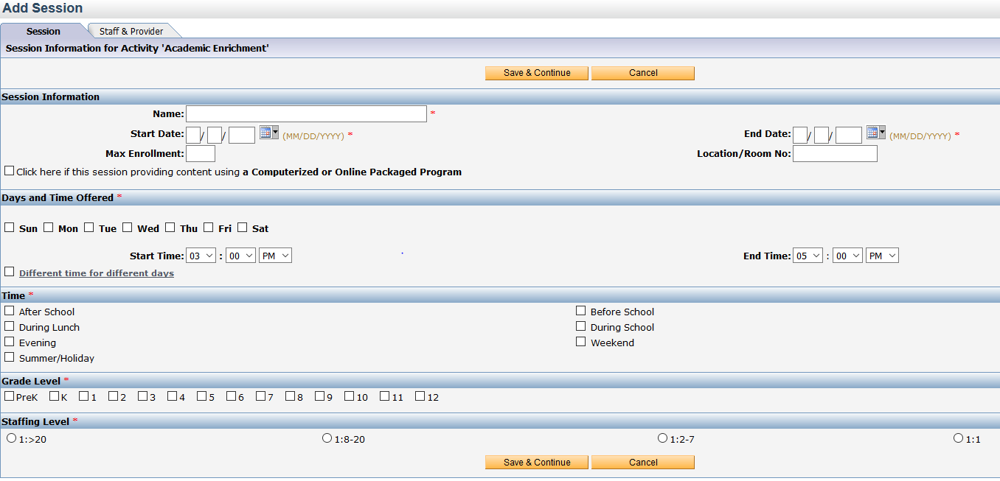 Add Session
Session Staff & Provider
Session Information for Activity 'Academic Enrichment'
Save & Continue Cancel
Session Information
Name: *
Start Date: / / (MM/DD/YYYY) * End Date: / / (MM/DD/YYYY) *
Max Enrollment: Location/Room No:
Click here if this session providing content using a Computerized or Online Packaged Program
Days and Time Offered *
Sun Mon Tue Wed Thu Fri Sat
Start Time: 03 : 00 PM End Time: 05 : 00 PM
Different time for different days
Time *
After School Before School
During Lunch During School
Evening Weekend
Summer/Holiday
Grade Level *
PreK K 1 2 3 4 5 6 7 8 9 10 11 12
Staffing Level *
1:>20 1:8-20 1:2-7 1:1
Save & Continue Cancel